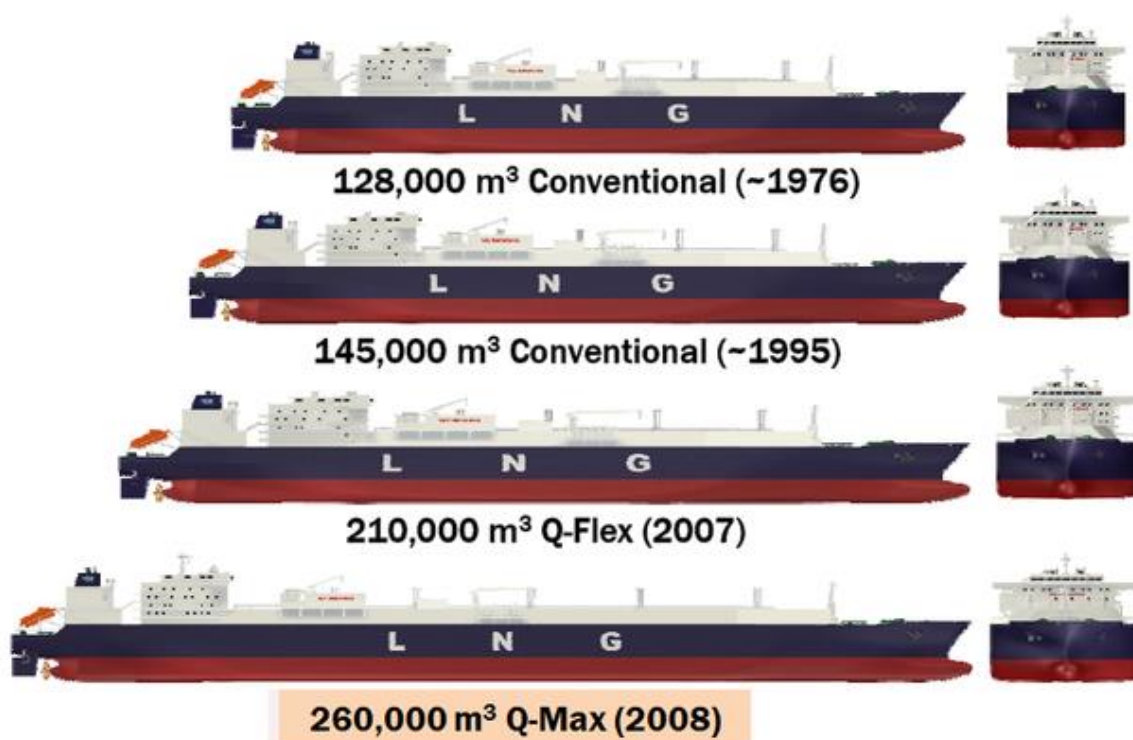 L N G
128,000 m³ Conventional (~1976)
L N G
145,000 m³ Conventional (~1995)
L N G
210,000 m³ Q-Flex (2007)
L N G
260,000 m³ Q-Max (2008)